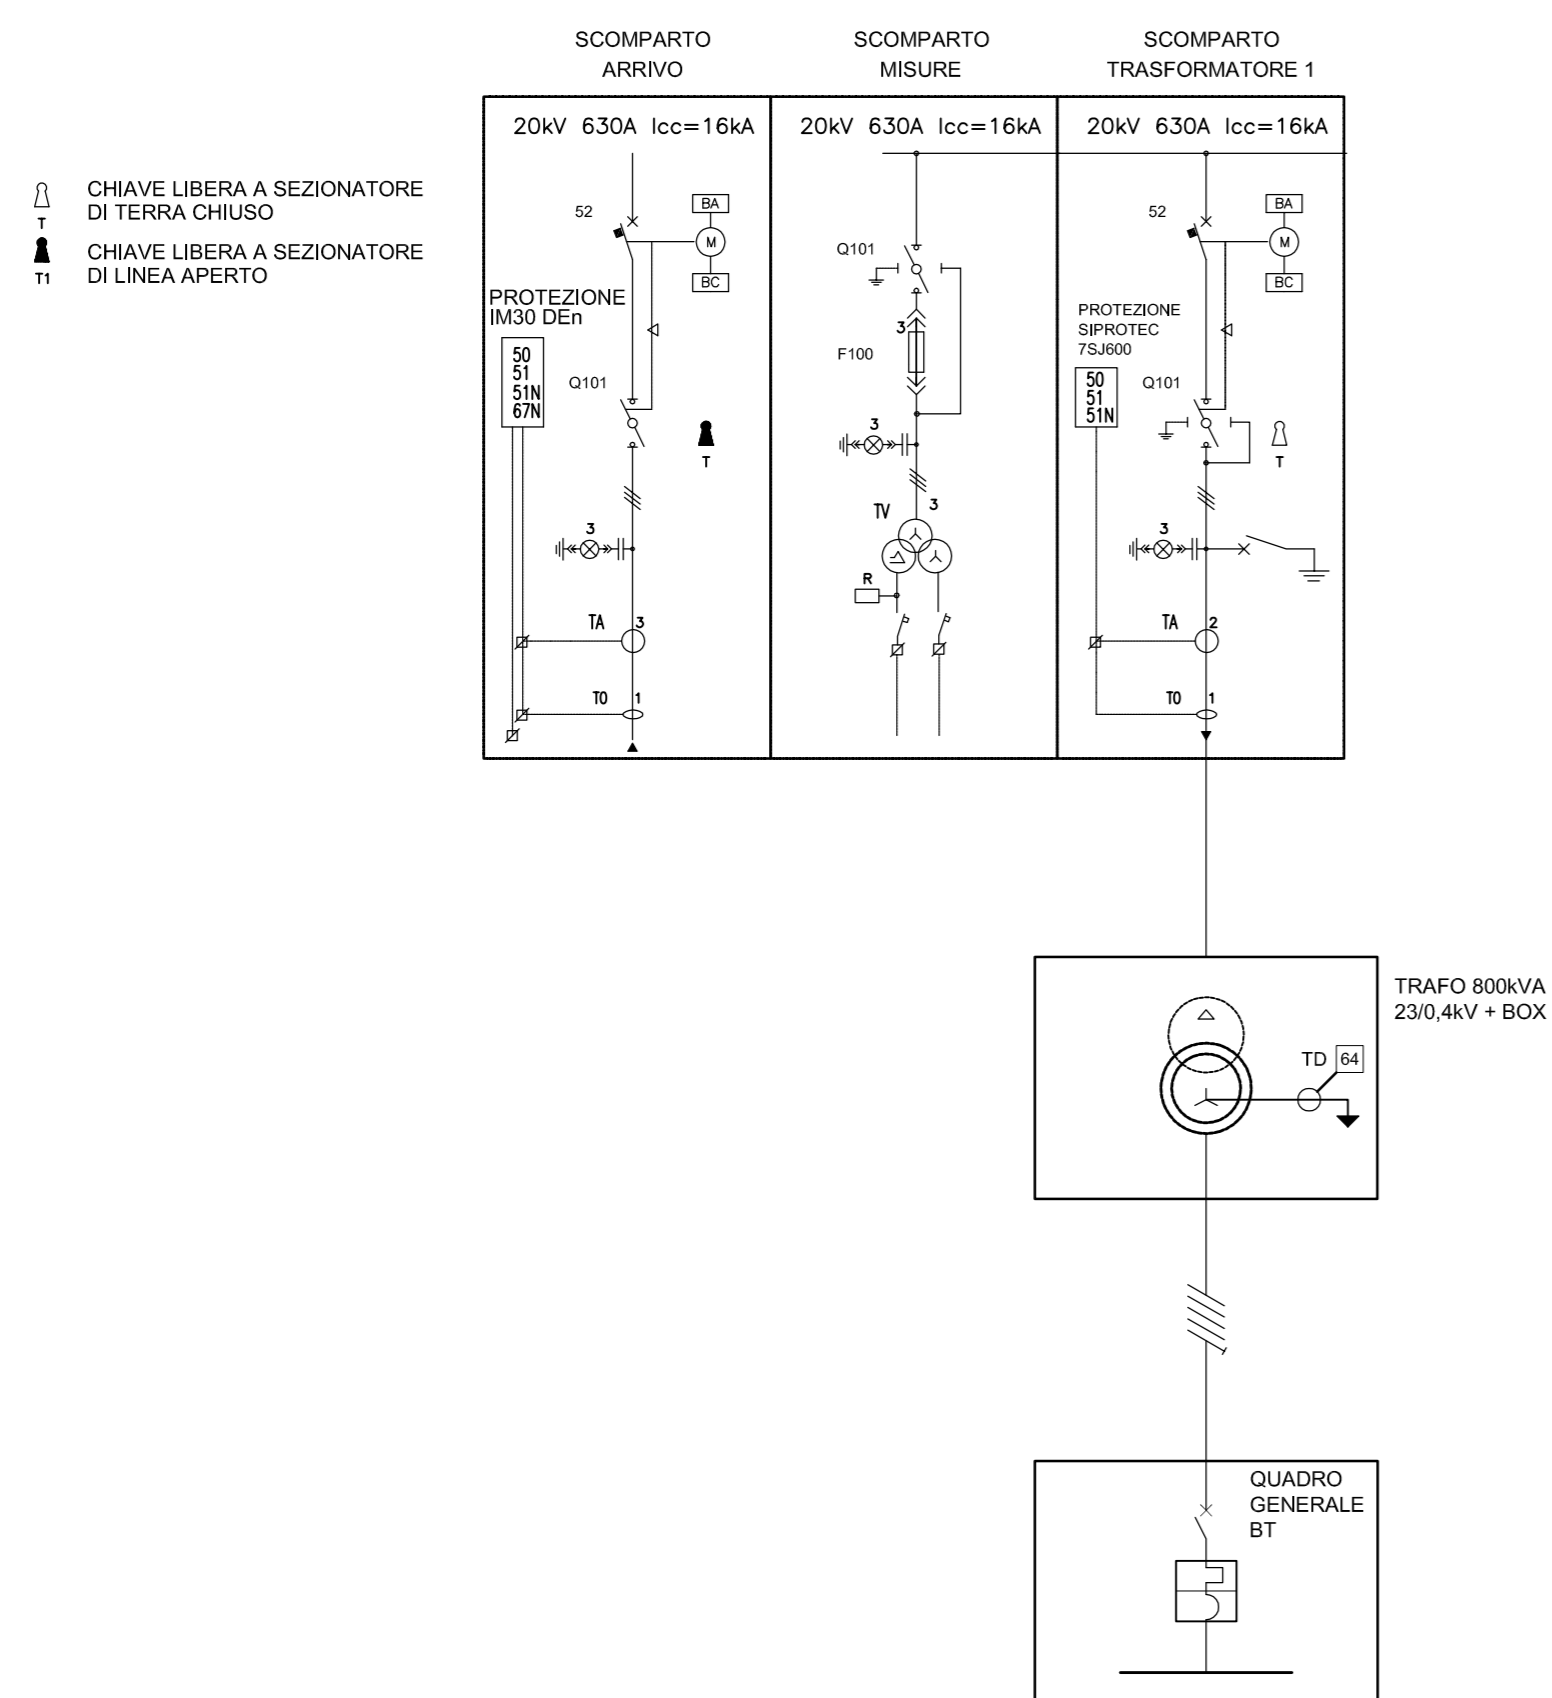 SCOMPARTO
ARRIVO
SCOMPARTO
MISURE
SCOMPARTO
TRASFORMATORE 1
CHIAVE LIBERA A SEZIONATORE
DI TERRA CHIUSO
T
CHIAVE LIBERA A SEZIONATORE
DI LINEA APERTO
T1
20kV 630A Icc=16kA
52
BA
M
BC
PROTEZIONE
IM30 DEn
50
51
51N
67N
Q101
T
3
TA
3
TO
1
20kV 630A Icc=16kA
Q101
3
F100
3
TV
3
R
20kV 630A Icc=16kA
52
BA
M
BC
PROTEZIONE
SIPROTEC
7SJ600
50
51
51N
Q101
T
3
TA
2
TO
1
TRAFO 800kVA
23/0,4kV + BOX
TD 64
QUADRO
GENERALE
BT